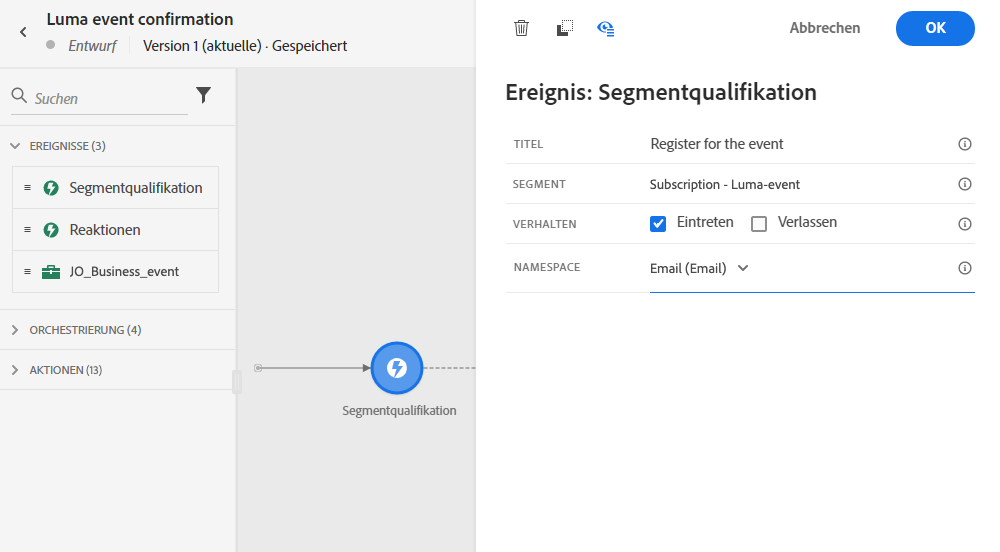 Luma event confirmation
Entwurf Version 1 (aktuelle) · Gespeichert
Suchen
EREIGNISSE (3)
Segmentqualifikation
Reaktionen
JO_Business_event
ORCHESTRIERUNG (4)
AKTIONEN (13)
Segmentqualifikation
Abbrechen OK
Ereignis: Segmentqualifikation
TITEL Register for the event
SEGMENT Subscription - Luma-event
VERHALTEN Eintreten Verlassen
NAMESPACE Email (Email)